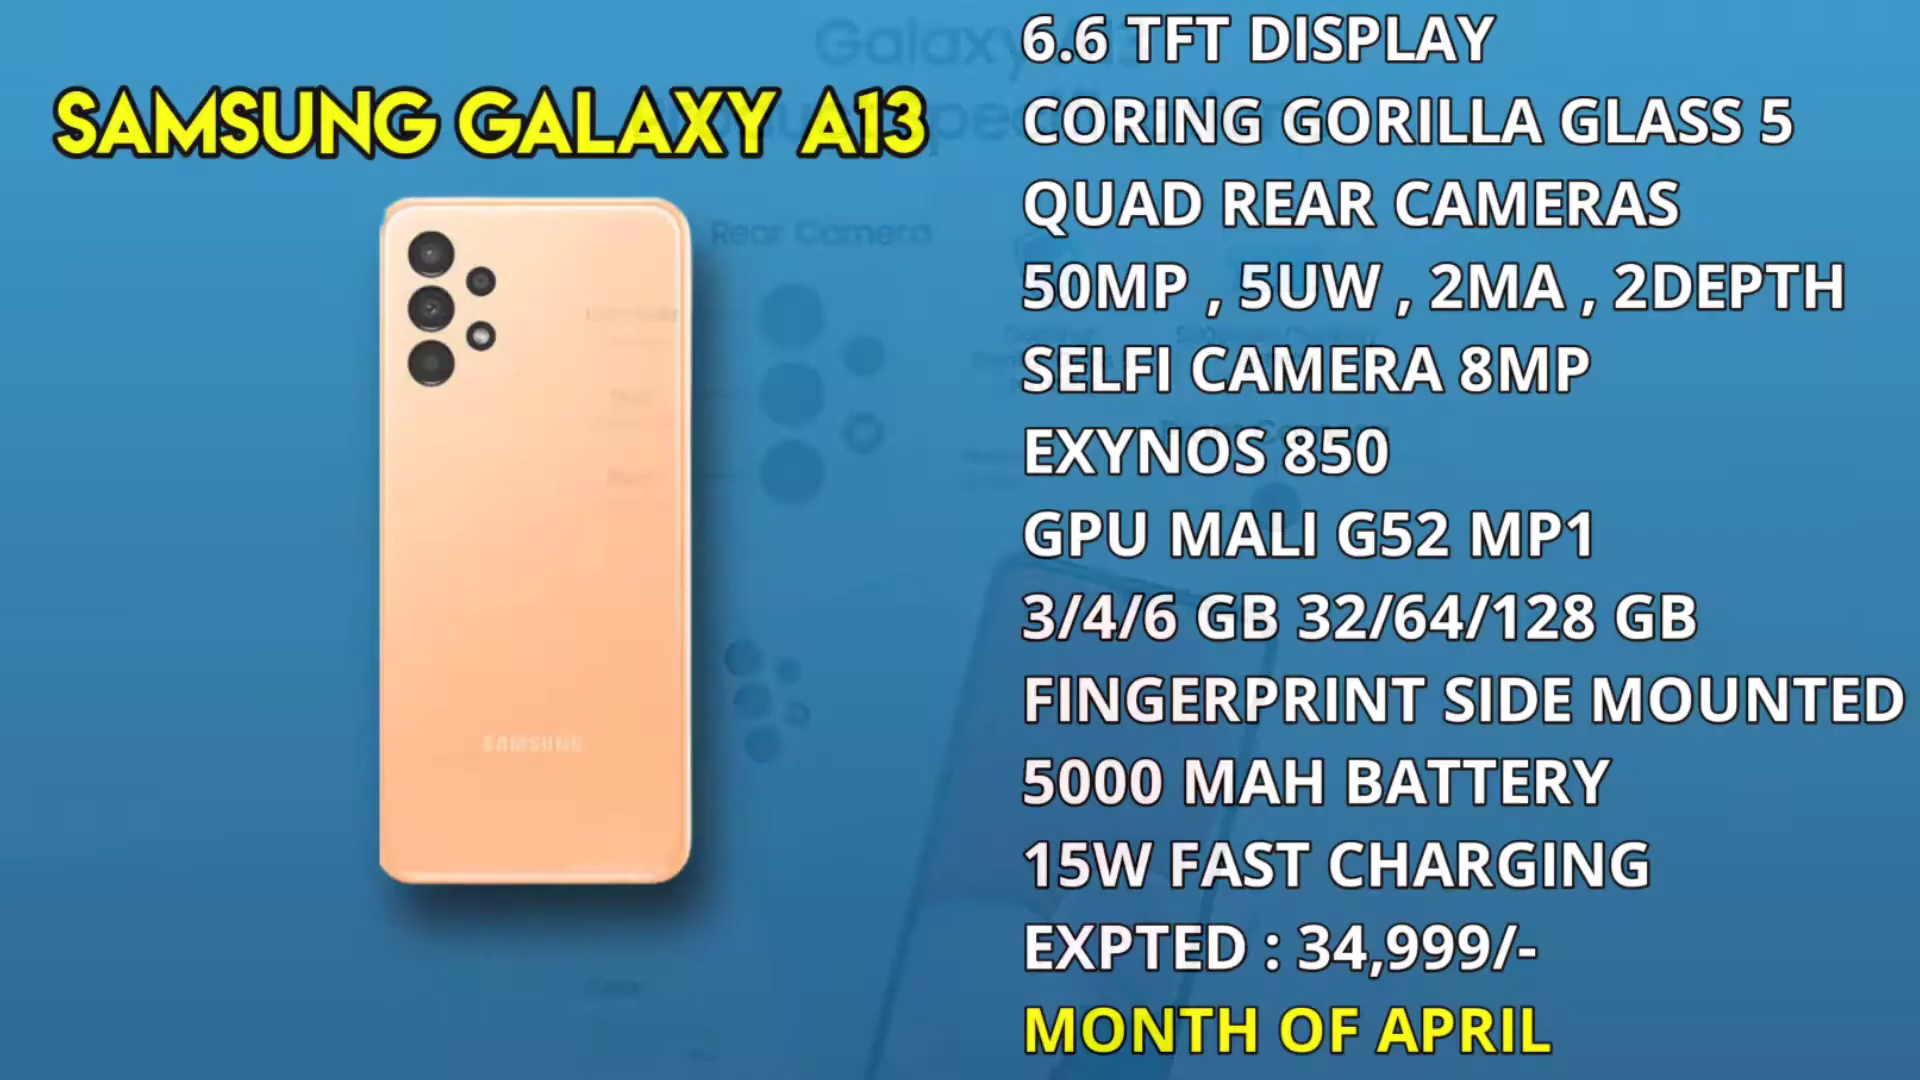 SAMSUNG GALAXY A13
Rear Camera
SAMSUNG
6.6 TFT DISPLAY
CORING GORILLA GLASS 5
QUAD REAR CAMERAS
50MP , 5UW , 2MA , 2DEPTH
SELFI CAMERA 8MP
EXYNOS 850
GPU MALI G52 MP1
3/4/6 GB 32/64/128 GB
FINGERPRINT SIDE MOUNTED
5000 MAH BATTERY
15W FAST CHARGING
EXPTED : 34,999/-
MONTH OF APRIL